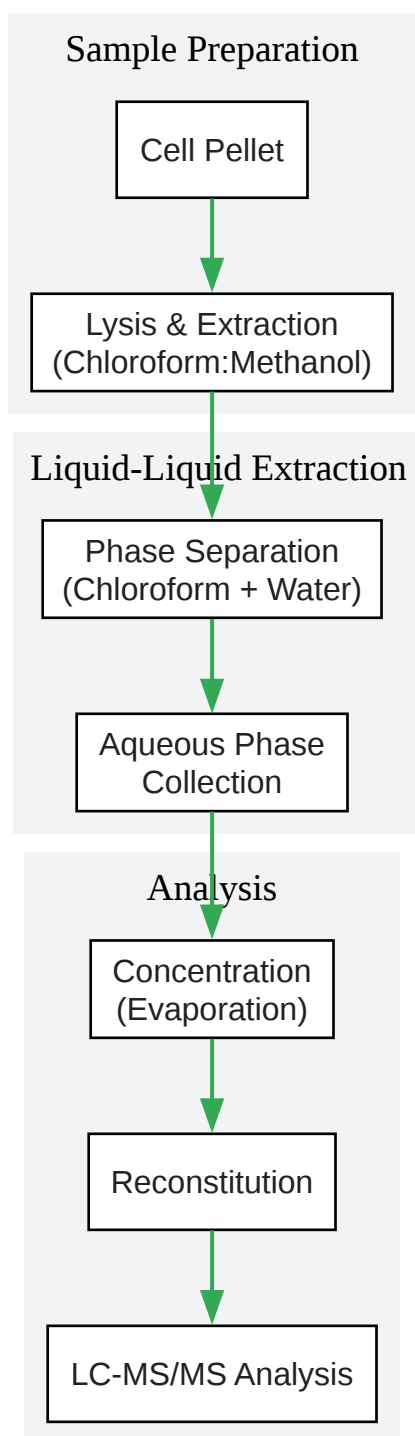 Sample Preparation
Cell Pellet
Lysis & Extraction
(Chloroform:Methanol)
Liquid-Liquid Extraction
Phase Separation
(Chloroform + Water)
Aqueous Phase
Collection
Analysis
Concentration
(Evaporation)
Reconstitution
LC-MS/MS Analysis